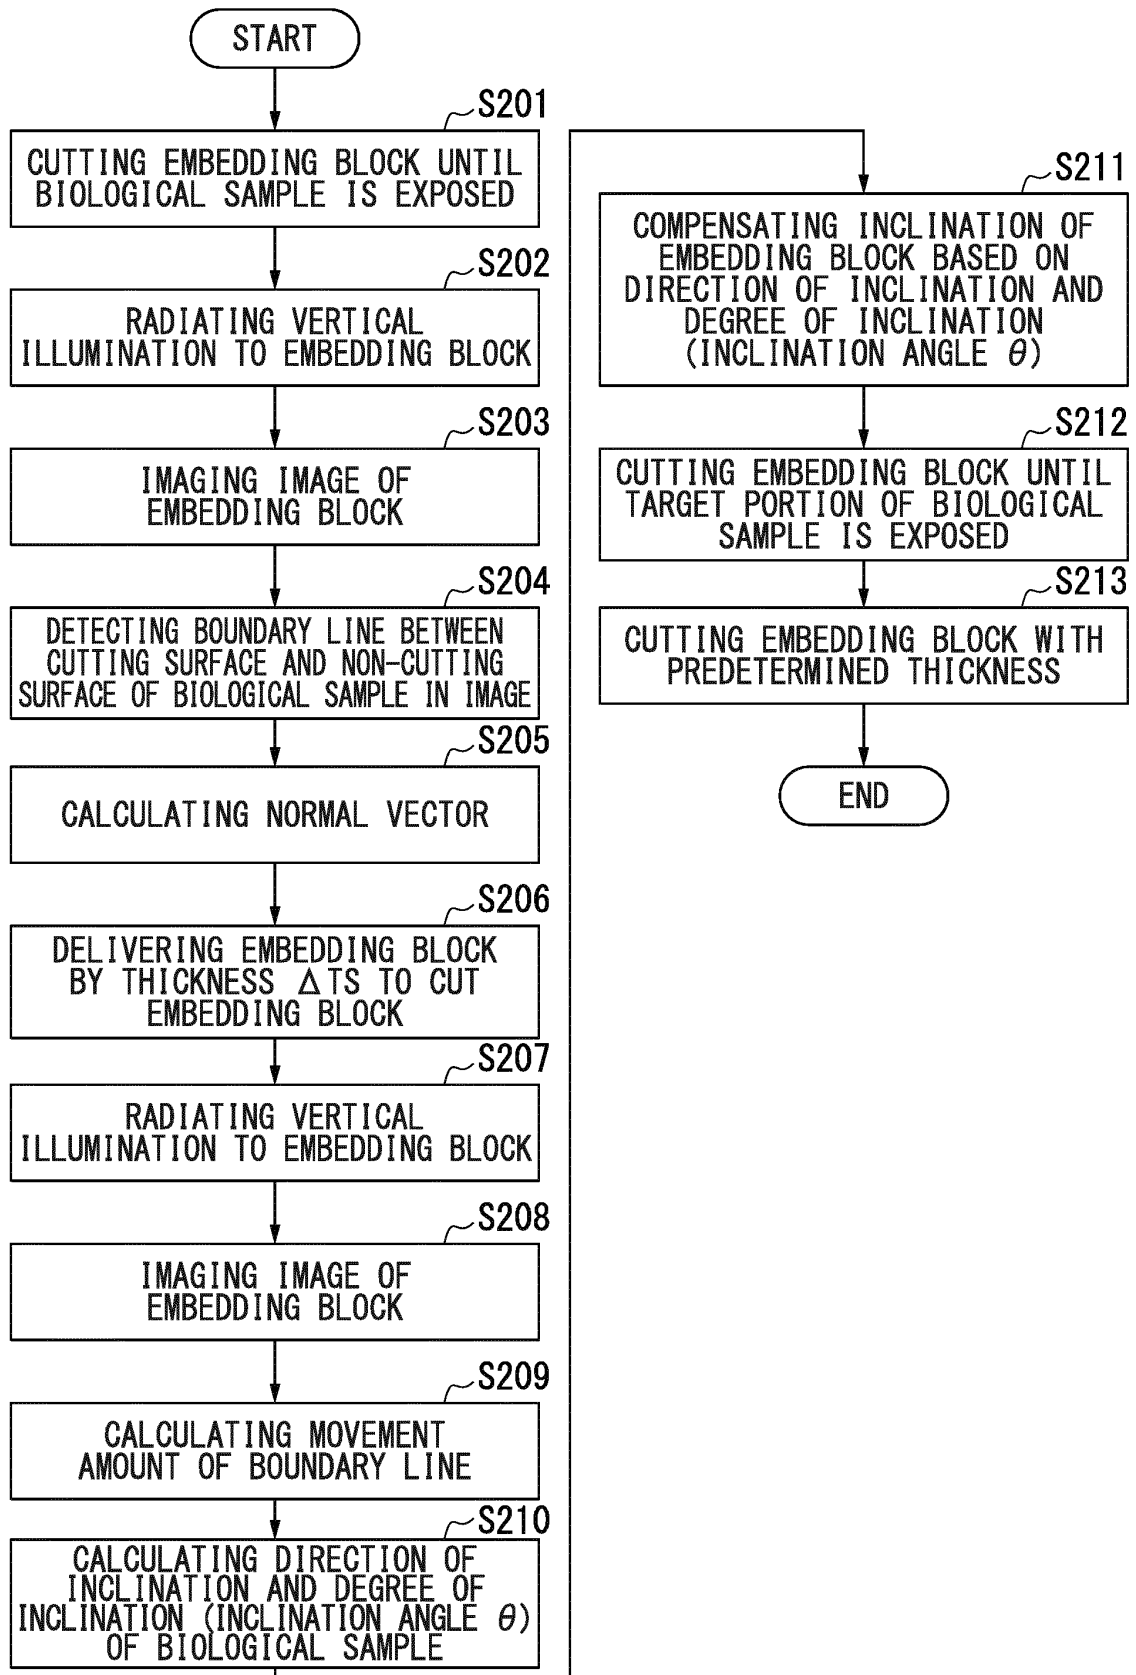 START
S201
CUTTING EMBEDDING BLOCK UNTIL
BIOLOGICAL SAMPLE IS EXPOSED
S202
RADIATING VERTICAL
ILLUMINATION TO EMBEDDING BLOCK
S203
IMAGING IMAGE OF
EMBEDDING BLOCK
S204
DETECTING BOUNDARY LINE BETWEEN
CUTTING SURFACE AND NON-CUTTING
SURFACE OF BIOLOGICAL SAMPLE IN IMAGE
S205
CALCULATING NORMAL VECTOR
S206
DELIVERING EMBEDDING BLOCK
BY THICKNESS ΔTS TO CUT
EMBEDDING BLOCK
S207
RADIATING VERTICAL
ILLUMINATION TO EMBEDDING BLOCK
S208
IMAGING IMAGE OF
EMBEDDING BLOCK
S209
CALCULATING MOVEMENT
AMOUNT OF BOUNDARY LINE
S210
CALCULATING DIRECTION OF
INCLINATION AND DEGREE OF
INCLINATION (INCLINATION ANGLE θ)
OF BIOLOGICAL SAMPLE
S211
COMPENSATING INCLINATION OF
EMBEDDING BLOCK BASED ON
DIRECTION OF INCLINATION AND
DEGREE OF INCLINATION
(INCLINATION ANGLE θ)
S212
CUTTING EMBEDDING BLOCK UNTIL
TARGET PORTION OF BIOLOGICAL
SAMPLE IS EXPOSED
S213
CUTTING EMBEDDING BLOCK WITH
PREDETERMINED THICKNESS
END